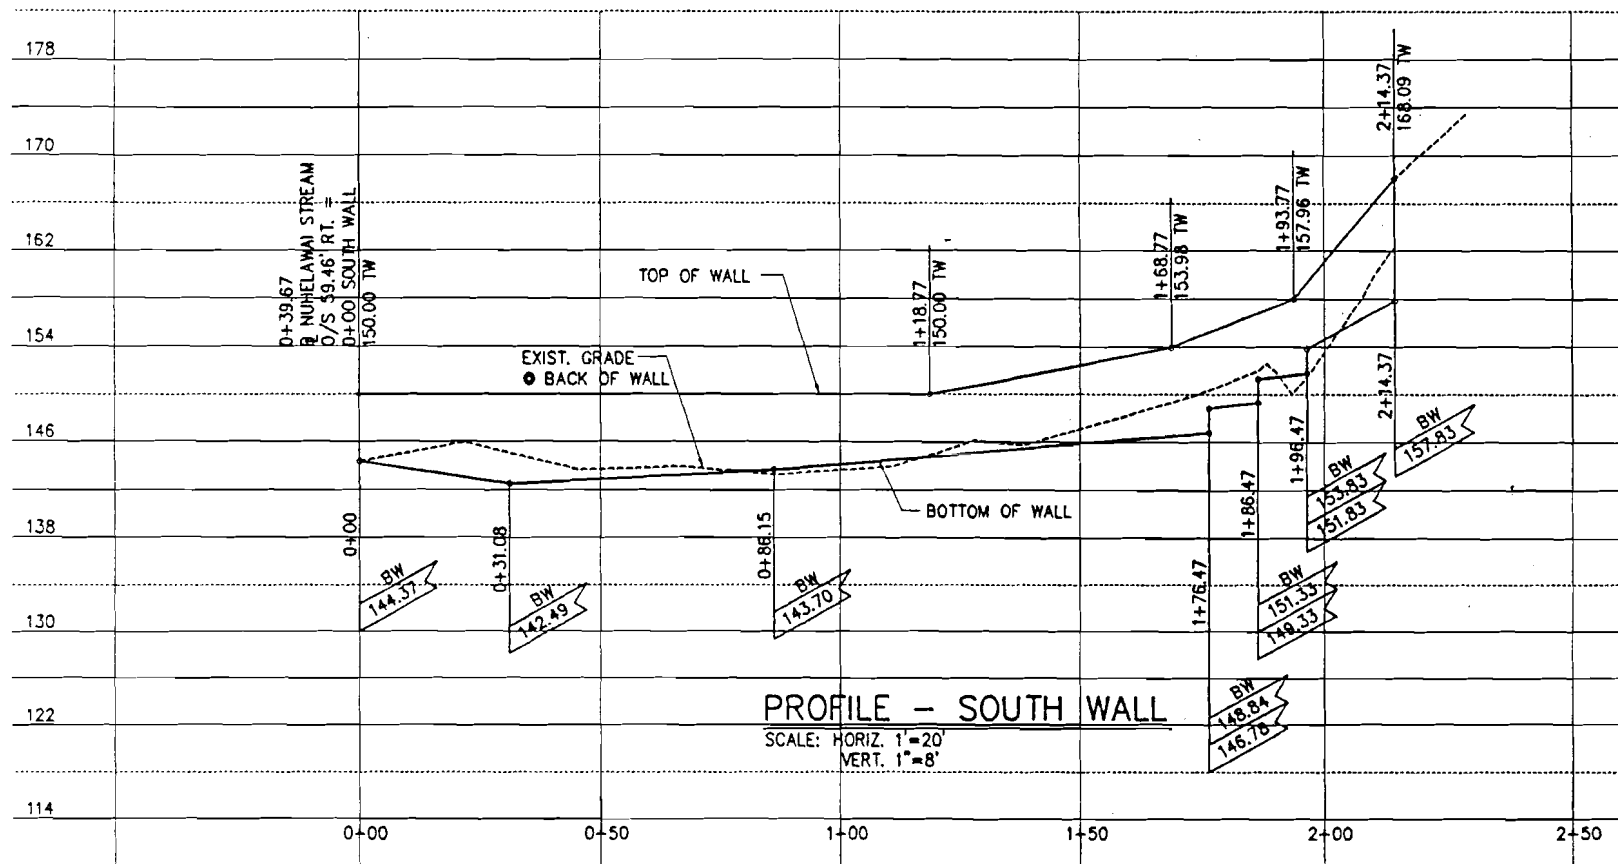 178
170
162
154
146
138
130
122
114
0+39.67
NUHELAWAI STREAM
O/S 59.46' RT. =
0+00 SOUTH WALL
150.00 TW
TOP OF WALL
EXIST. GRADE
BACK OF WALL
1+18.77
150.00 TW
1+68.77
153.98 TW
1+93.77
157.96 TW
2+14.37
168.09 TW
BOTTOM OF WALL
0+00
BW
144.37
0+31.08
BW
142.49
0+86.15
BW
143.70
1+76.47
BW
148.84
146.78
1+86.47
BW
151.33
149.33
1+96.47
BW
153.83
151.83
2+14.37
BW
157.83
PROFILE - SOUTH WALL
SCALE: HORIZ. 1"=20'
VERT. 1"=8'
0+00
0+50
1+00
1+50
2+00
2+50